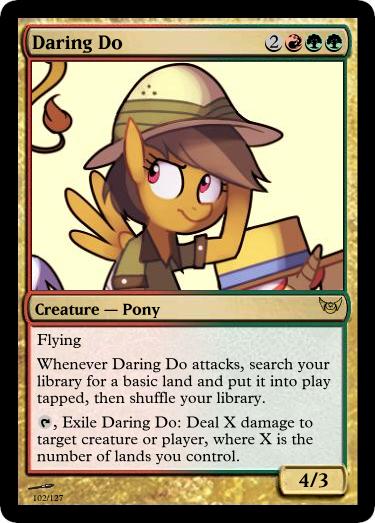 Daring Do 2
Creature — Pony
Flying
Whenever Daring Do attacks, search your
library for a basic land and put it into play
tapped, then shuffle your library.
, Exile Daring Do: Deal X damage to
target creature or player, where X is the
number of lands you control.
4/3
102/127